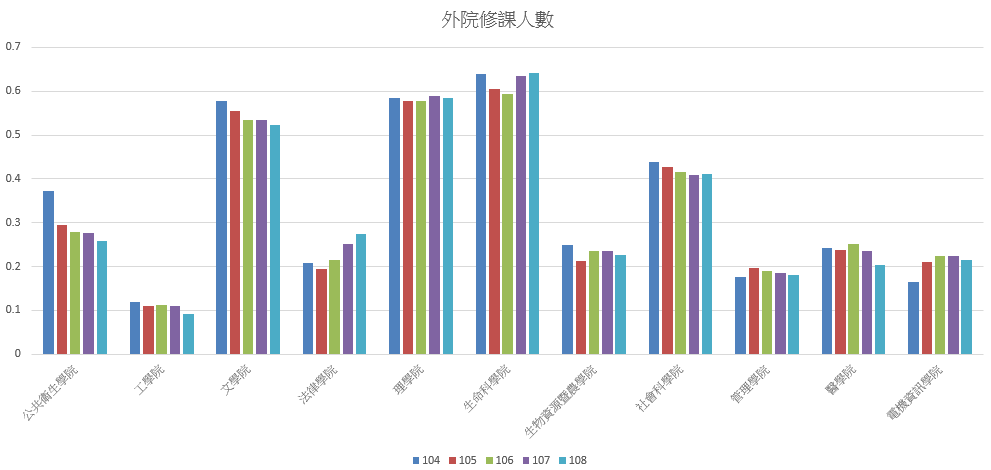 外院修課人數
0.7
0.6
0.5
0.4
0.3
0.2
0.1
0
公共衛生學院
工學院
文學院
法律學院
理學院
生命科學院
生物資源暨農學院
社會科學院
管理學院
醫學院
電機資訊學院
104 105 106 107 108